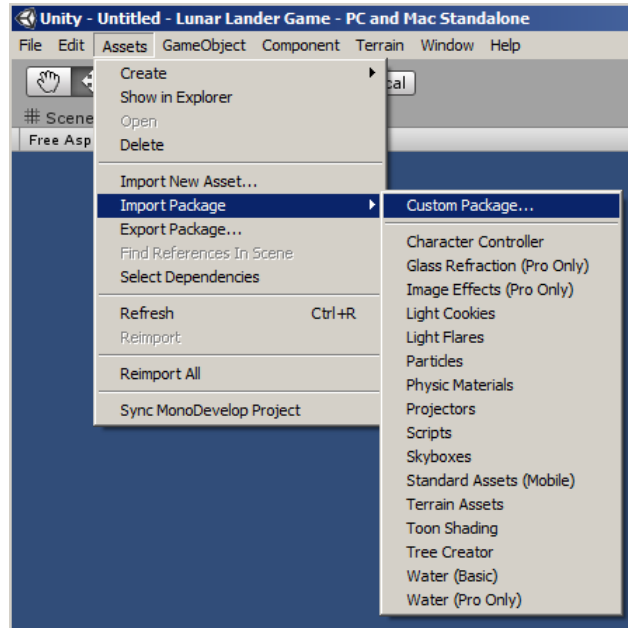 Unity - Untitled - Lunar Lander Game - PC and Mac Standalone
File Edit Assets GameObject Component Terrain Window Help
Create
Show in Explorer
Open
Delete
Import New Asset...
Import Package
Export Package...
Find References In Scene
Select Dependencies
Refresh Ctrl+R
Reimport
Reimport All
Sync MonoDevelop Project
# Scene
Free Asp
Custom Package...
Character Controller
Glass Refraction (Pro Only)
Image Effects (Pro Only)
Light Cookies
Light Flares
Particles
Physic Materials
Projectors
Scripts
Skyboxes
Standard Assets (Mobile)
Terrain Assets
Toon Shading
Tree Creator
Water (Basic)
Water (Pro Only)